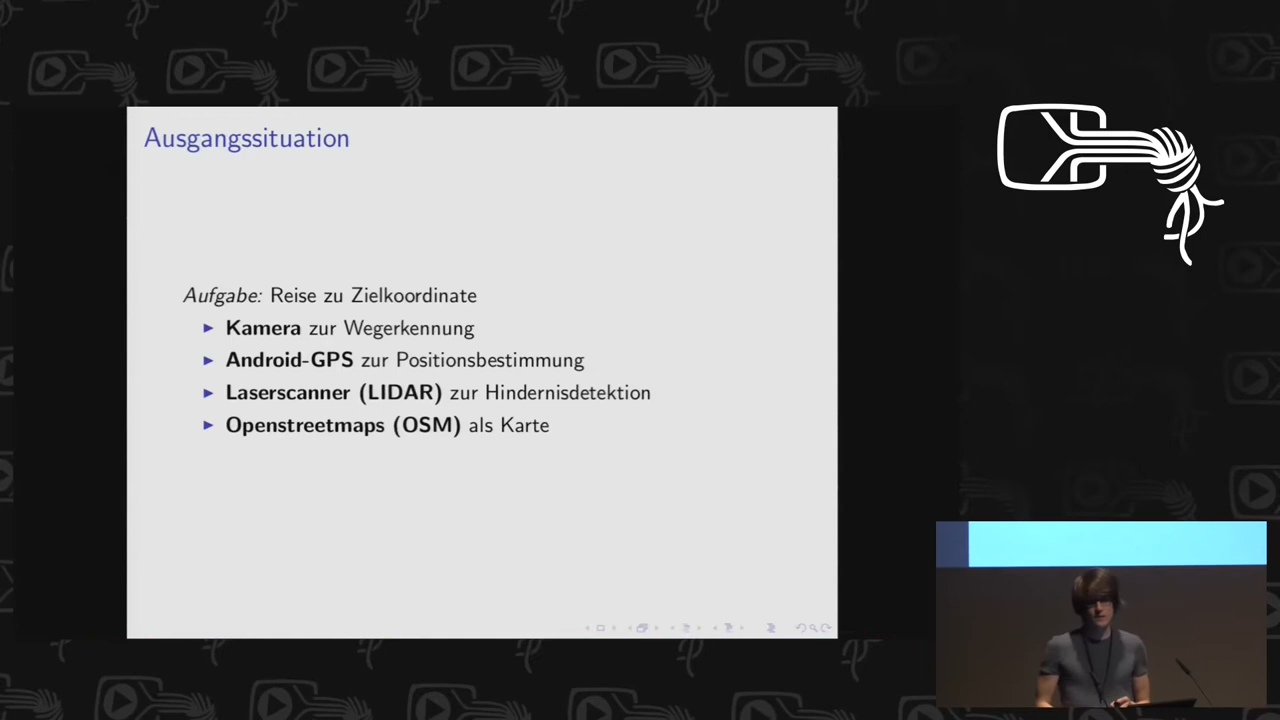 Ausgangssituation
Aufgabe: Reise zu Zielkoordinate
Kamera zur Wegerkennung
Android-GPS zur Positionsbestimmung
Laserscanner (LIDAR) zur Hindernisdetektion
Openstreetmaps (OSM) als Karte